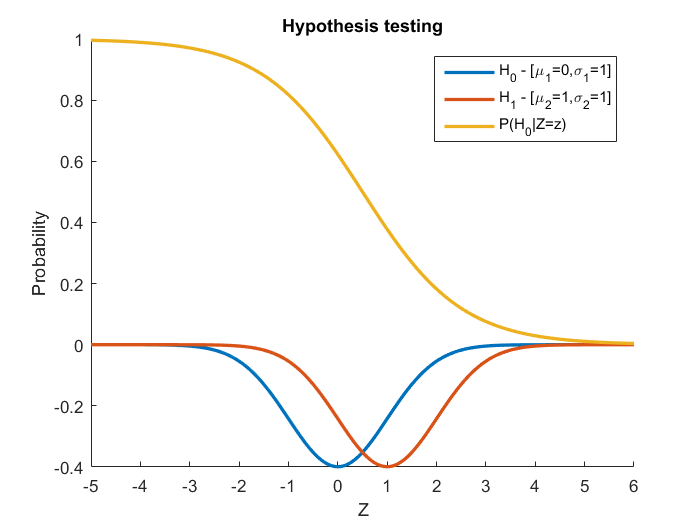 Hypothesis testing
H₀ - [μ₁=0,σ₁=1]
H₁ - [μ₂=1,σ₂=1]
P(H₀|Z=z)
Probability
1
0.8
0.6
0.4
0.2
0
-0.2
-0.4
-5 -4 -3 -2 -1 0 1 2 3 4 5 6
Z